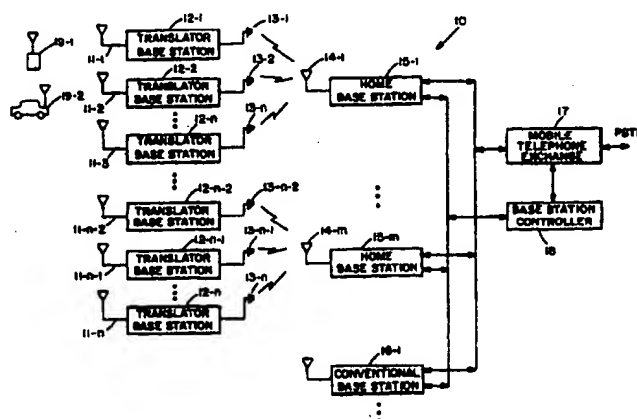 10
12-1
13-1
TRANSLATOR
BASE STATION
11-1
19-1
14-1
15-1
HOME
BASE STATION
12-2
13-2
TRANSLATOR
BASE STATION
11-2
19-2
12-n
13-n
TRANSLATOR
BASE STATION
11-3
17
MOBILE
TELEPHONE
EXCHANGE
12-n-2
13-n-2
TRANSLATOR
BASE STATION
11-n-2
BASE STATION
CONTROLLER
18
12-n-1
13-n-1
TRANSLATOR
BASE STATION
11-n-1
14-m
15-m
HOME
BASE STATION
12-n
13-n
TRANSLATOR
BASE STATION
11-n
16-1
CONVENTIONAL
BASE STATION